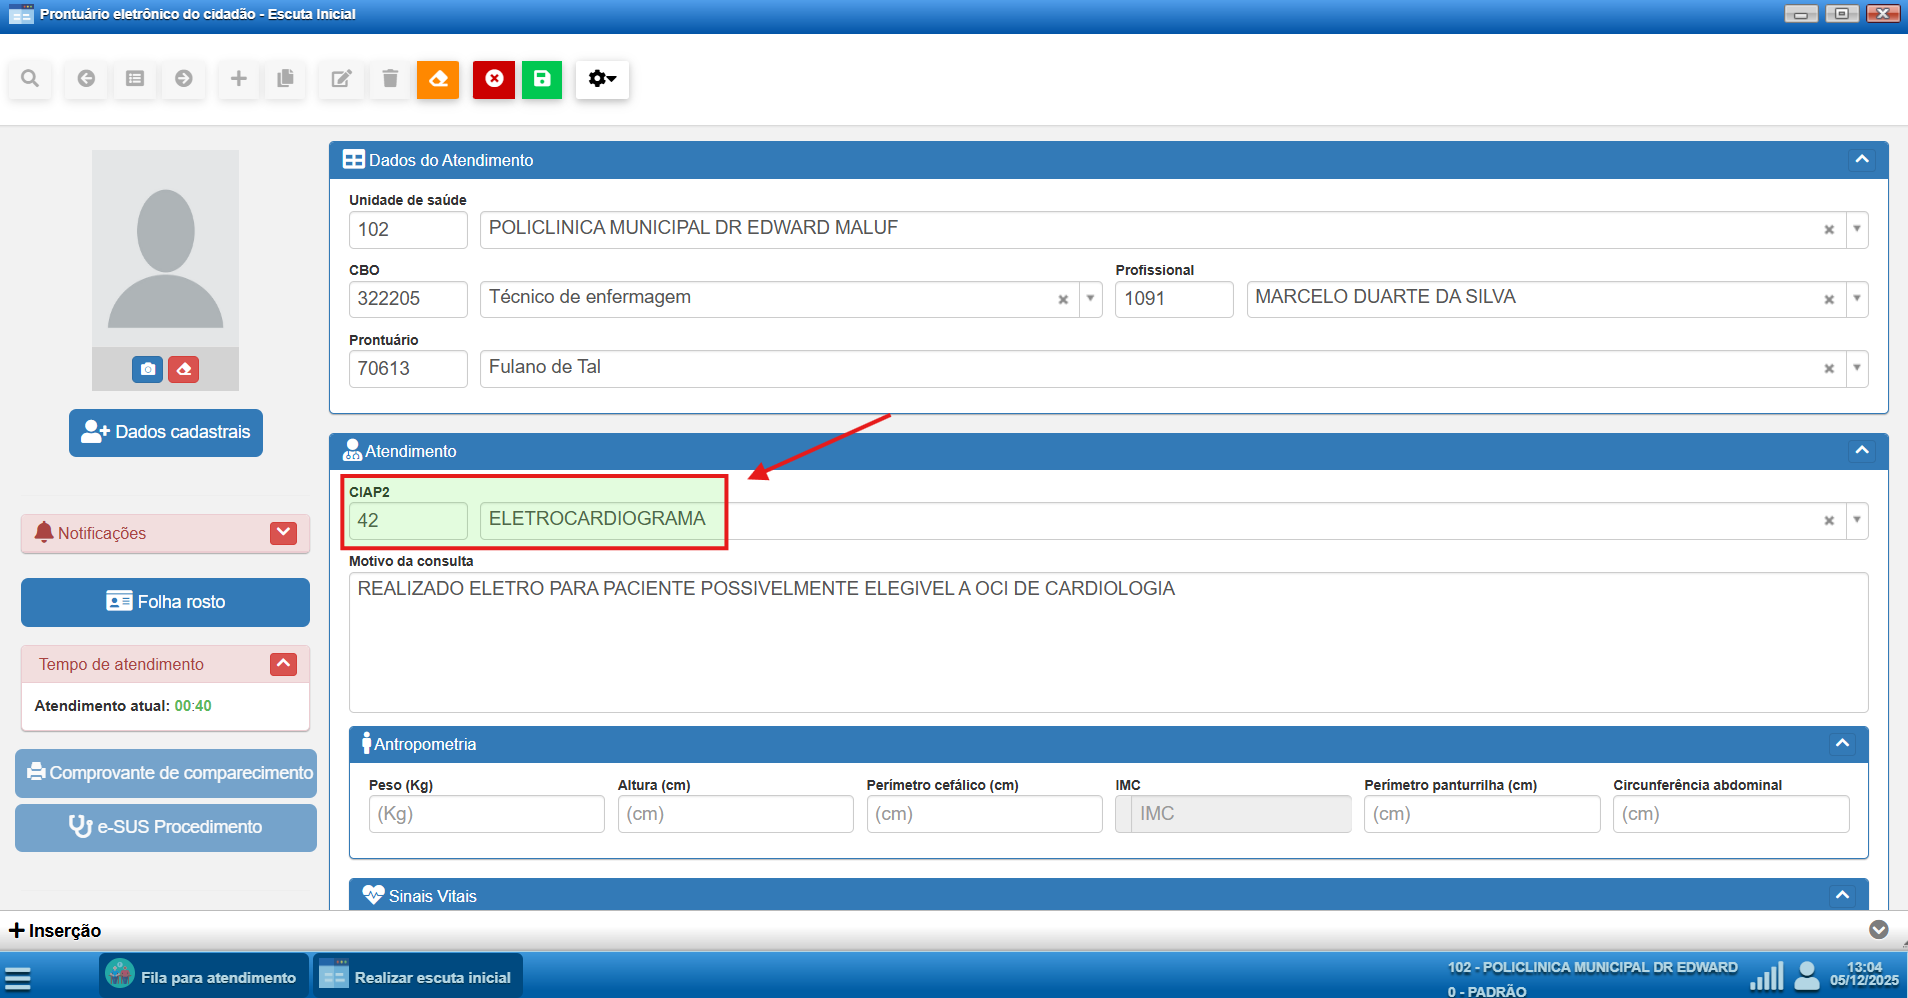 Prontuário eletrônico do cidadão - Escuta Inicial
Dados do Atendimento
Unidade de saúde
102 POLICLINICA MUNICIPAL DR EDWARD MALUF
CBO Profissional
322205 Técnico de enfermagem 1091 MARCELO DUARTE DA SILVA
Prontuário
70613 Fulano de Tal
Dados cadastrais
Atendimento
CIAP2
42 ELETROCARDIOGRAMA
Notificações
Motivo da consulta
REALIZADO ELETRO PARA PACIENTE POSSIVELMENTE ELEGIVEL A OCI DE CARDIOLOGIA
Folha rosto
Tempo de atendimento
Atendimento atual: 00:40
Antropometria
Comprovante de comparecimento
Peso (Kg) Altura (cm) Perímetro cefálico (cm) IMC Perímetro panturrilha (cm) Circunferência abdominal
(Kg) (cm) (cm) IMC (cm) (cm)
e-SUS Procedimento
Sinais Vitais
Inserção
Fila para atendimento
Realizar escuta inicial
102 - POLICLINICA MUNICIPAL DR EDWARD
0 - PADRÃO
13:04
05/12/2025